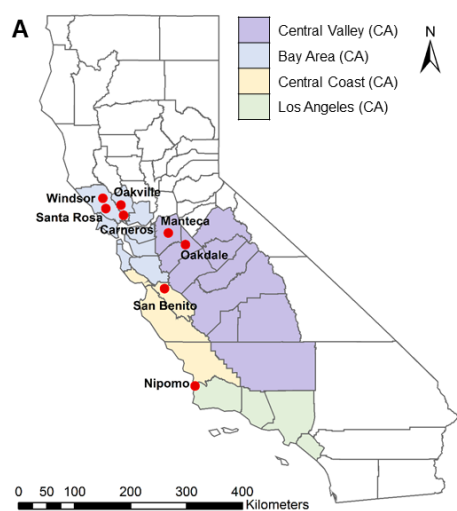 A
Central Valley (CA)
Bay Area (CA)
Central Coast (CA)
Los Angeles (CA)
N
Windsor
Oakville
Santa Rosa
Carneros
Manteca
Oakdale
San Benito
Nipomo
0 50 100 200 300 400
Kilometers